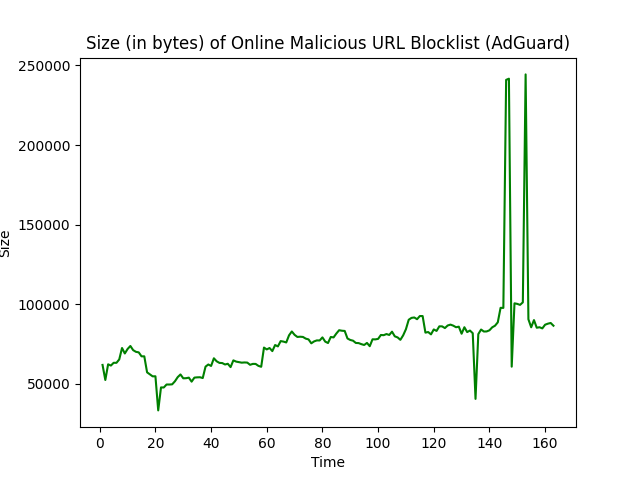 Size (in bytes) of Online Malicious URL Blocklist (AdGuard)
250000
200000
150000
100000
50000
Size
0 20 40 60 80 100 120 140 160
Time